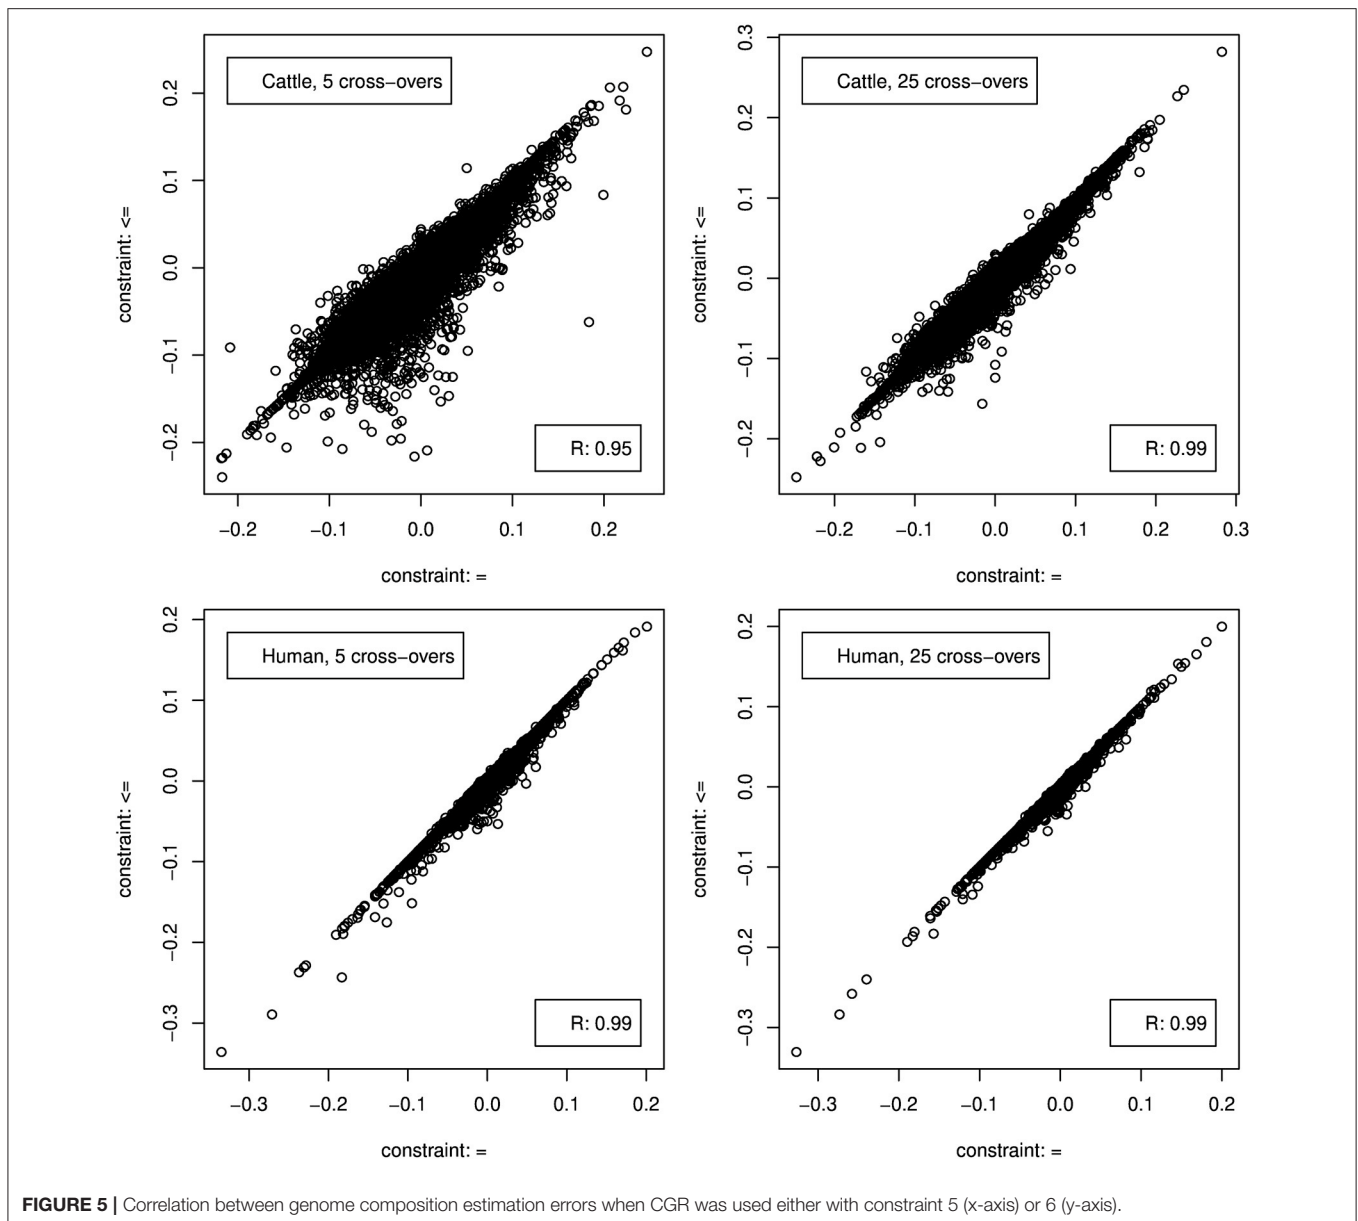 Cattle, 5 cross−overs
constraint: <=
0.2
0.1
0.0
−0.1
−0.2
R: 0.95
−0.2 −0.1 0.0 0.1 0.2
constraint: =
Cattle, 25 cross−overs
constraint: <=
0.3
0.2
0.1
0.0
−0.1
−0.2
R: 0.99
−0.2 −0.1 0.0 0.1 0.2 0.3
constraint: =
Human, 5 cross−overs
constraint: <=
0.2
0.1
0.0
−0.1
−0.2
−0.3
R: 0.99
−0.3 −0.2 −0.1 0.0 0.1 0.2
constraint: =
Human, 25 cross−overs
constraint: <=
0.2
0.1
0.0
−0.1
−0.2
−0.3
R: 0.99
−0.3 −0.2 −0.1 0.0 0.1 0.2
constraint: =
FIGURE 5 | Correlation between genome composition estimation errors when CGR was used either with constraint 5 (x-axis) or 6 (y-axis).